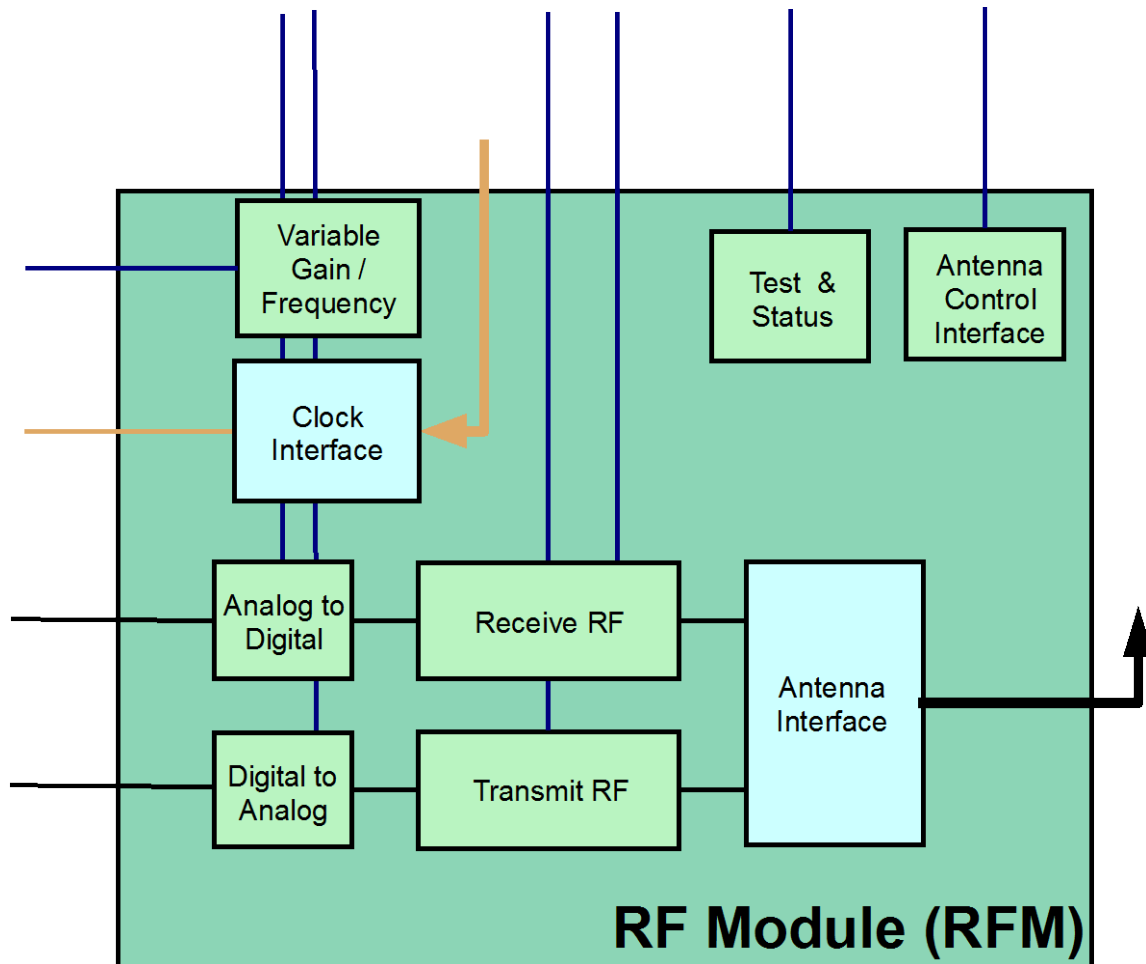 Variable
Gain /
Frequency
Test &
Status
Antenna
Control
Interface
Clock
Interface
Analog to
Digital
Receive RF
Antenna
Interface
Digital to
Analog
Transmit RF
RF Module (RFM)